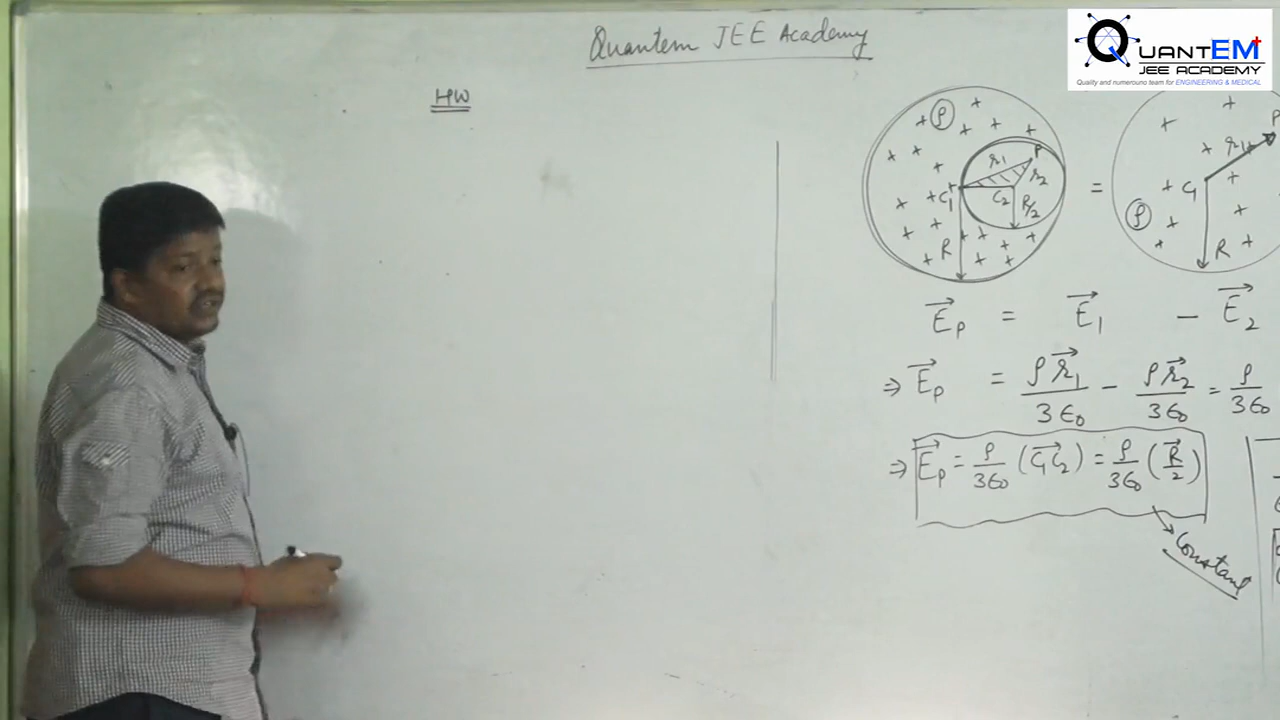 Quantem JEE Academy
QUANTEM+
JEE ACADEMY
Quality and numerouno team for ENGINEERING & MEDICAL
HW
ρ r₁ P r₂ C₁ C₂ R/2 R
=
ρ C₁ r₁ P R
E⃗ₚ = E⃗₁ - E⃗₂
⇒ E⃗ₚ = ρr⃗₁/3ε₀ - ρr⃗₂/3ε₀ = ρ/3ε₀
⇒ E⃗ₚ = ρ/3ε₀ (C₁C₂⃗) = ρ/3ε₀ (R⃗/2)
Constant